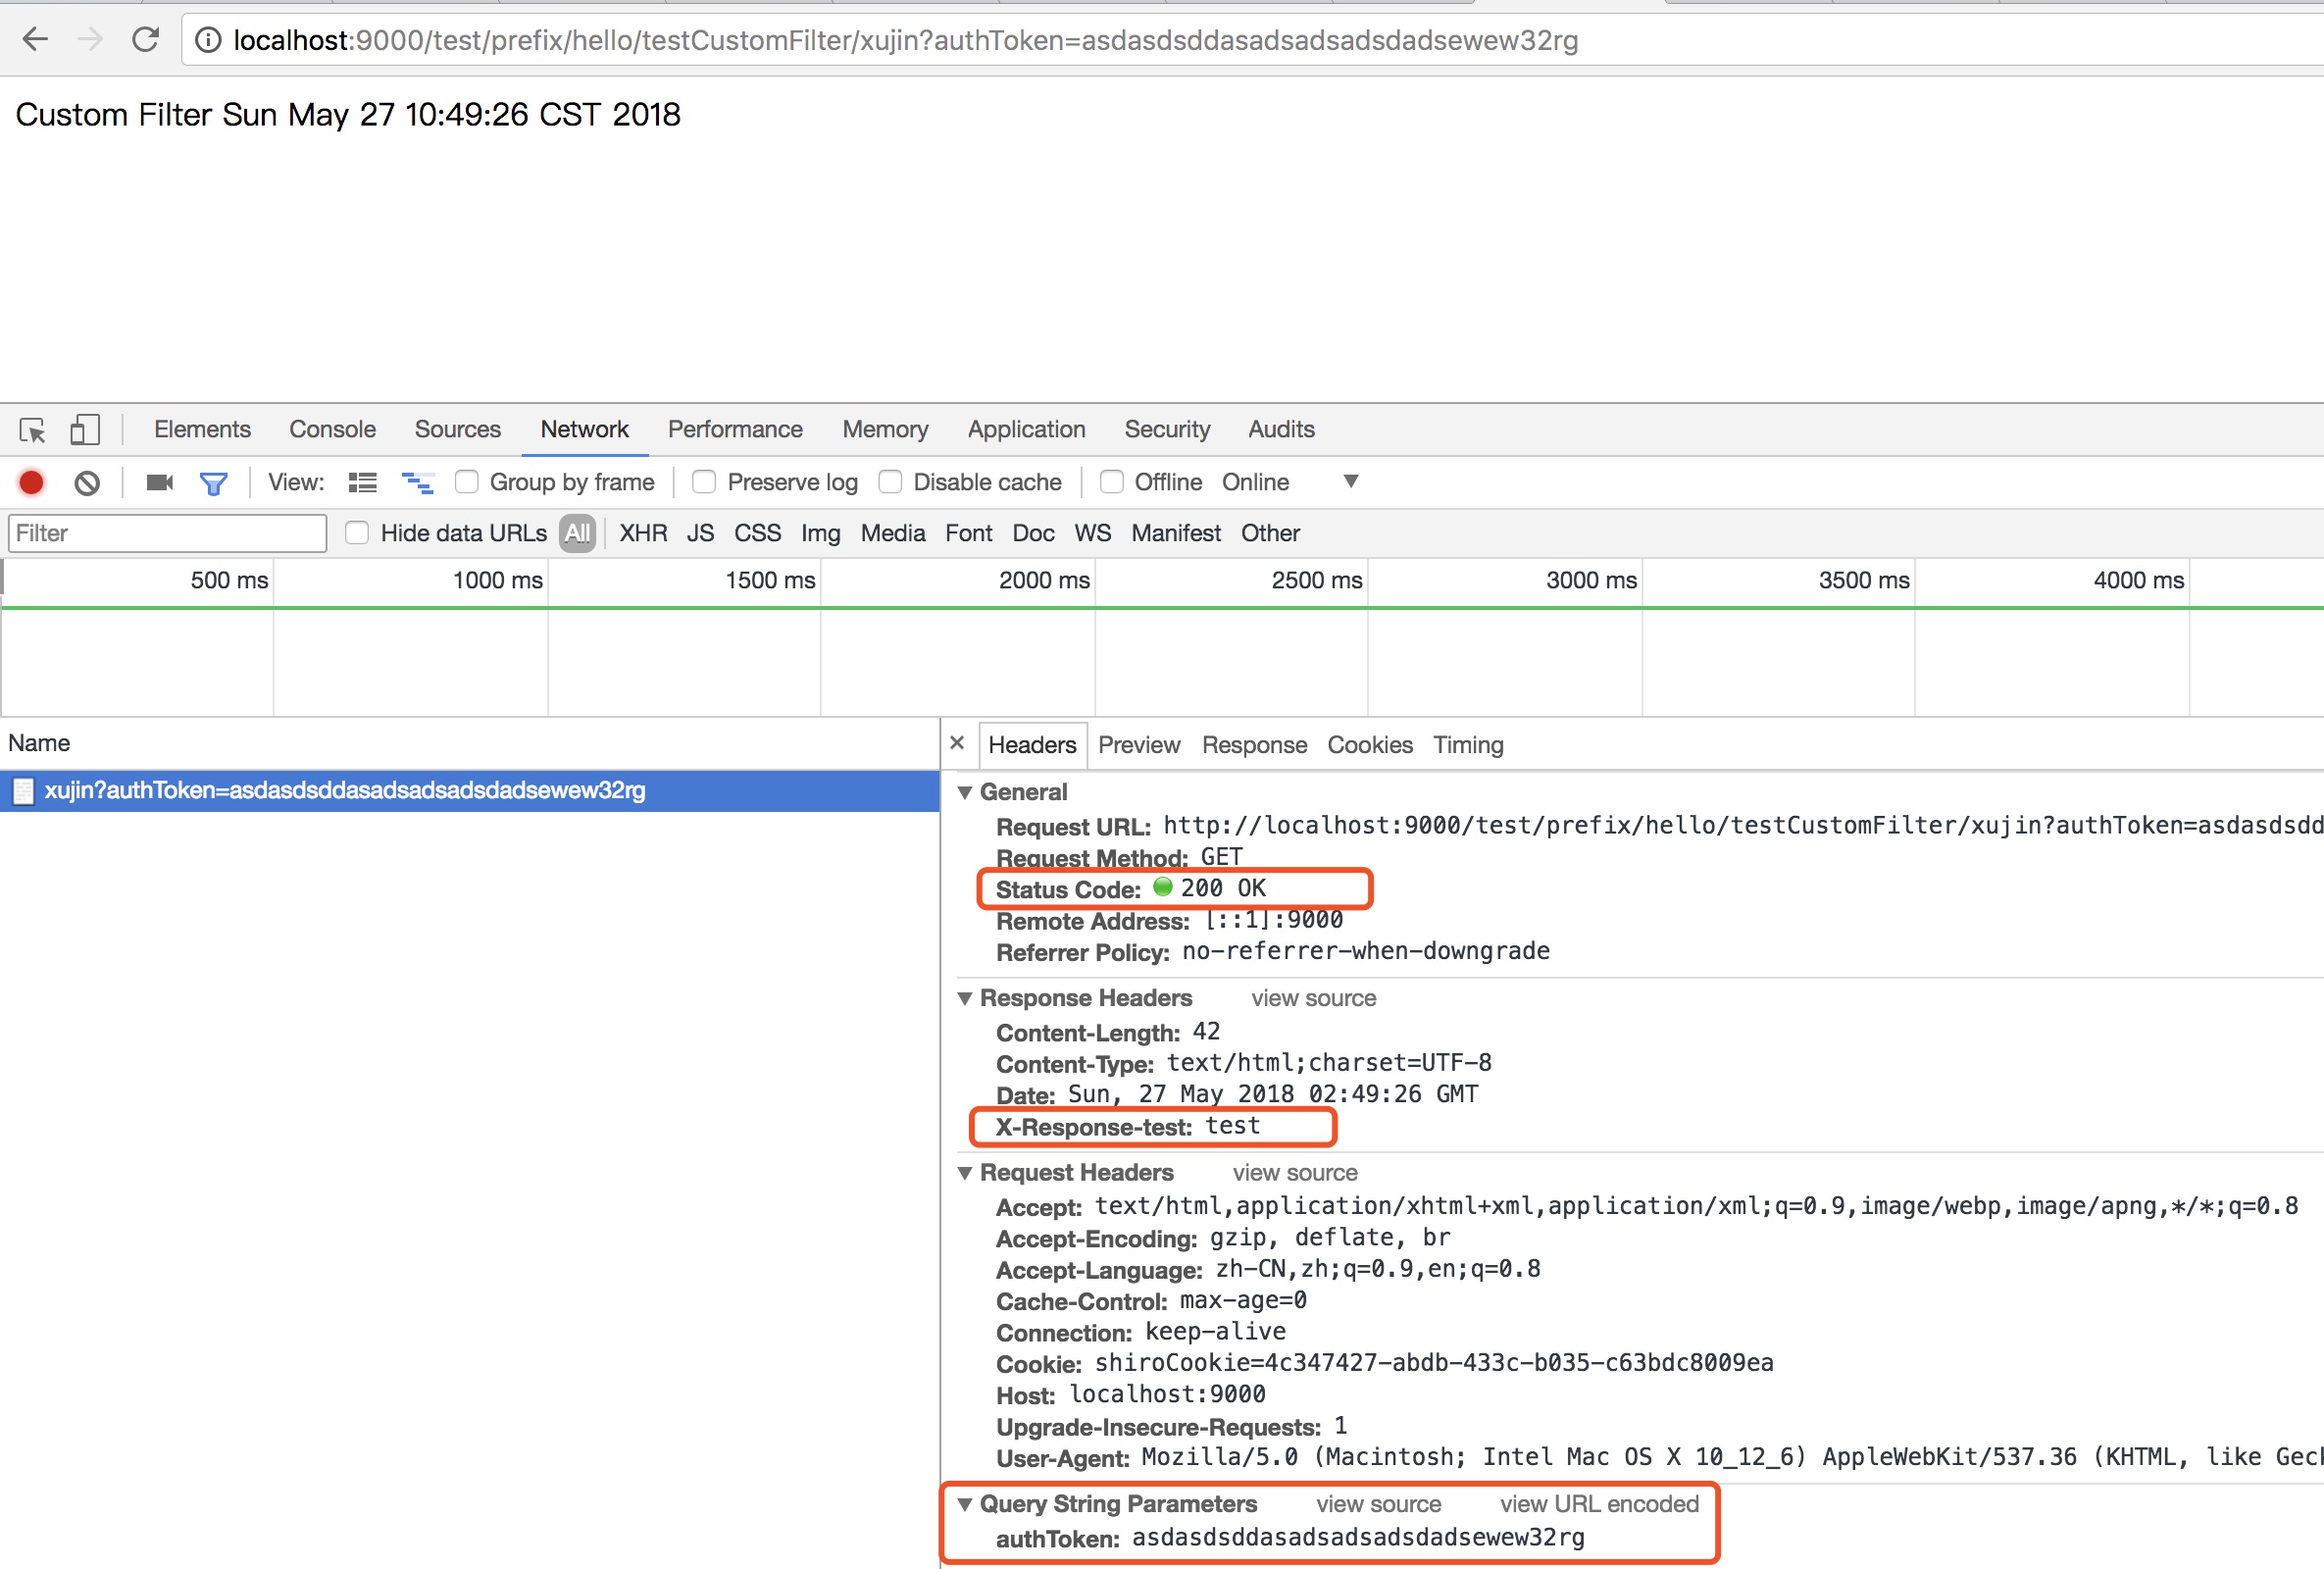 localhost:9000/test/prefix/hello/testCustomFilter/xujin?authToken=asdasdsddasadsadsadsdadsewew32rg
Custom Filter Sun May 27 10:49:26 CST 2018
Elements Console Sources Network Performance Memory Application Security Audits
View: Group by frame Preserve log Disable cache Offline Online
Filter Hide data URLs All XHR JS CSS Img Media Font Doc WS Manifest Other
500 ms 1000 ms 1500 ms 2000 ms 2500 ms 3000 ms 3500 ms 4000 ms
Name
× Headers Preview Response Cookies Timing
xujin?authToken=asdasdsddasadsadsadsdadsewew32rg
General
Request URL: http://localhost:9000/test/prefix/hello/testCustomFilter/xujin?authToken=asdasdsdd
Request Method: GET
Status Code: 200 OK
Remote Address: [::1]:9000
Referrer Policy: no-referrer-when-downgrade
Response Headers view source
Content-Length: 42
Content-Type: text/html;charset=UTF-8
Date: Sun, 27 May 2018 02:49:26 GMT
X-Response-test: test
Request Headers view source
Accept: text/html,application/xhtml+xml,application/xml;q=0.9,image/webp,image/apng,*/*;q=0.8
Accept-Encoding: gzip, deflate, br
Accept-Language: zh-CN,zh;q=0.9,en;q=0.8
Cache-Control: max-age=0
Connection: keep-alive
Cookie: shiroCookie=4c347427-abdb-433c-b035-c63bdc8009ea
Host: localhost:9000
Upgrade-Insecure-Requests: 1
User-Agent: Mozilla/5.0 (Macintosh; Intel Mac OS X 10_12_6) AppleWebKit/537.36 (KHTML, like Geck
Query String Parameters view source view URL encoded
authToken: asdasdsddasadsadsadsdadsewew32rg